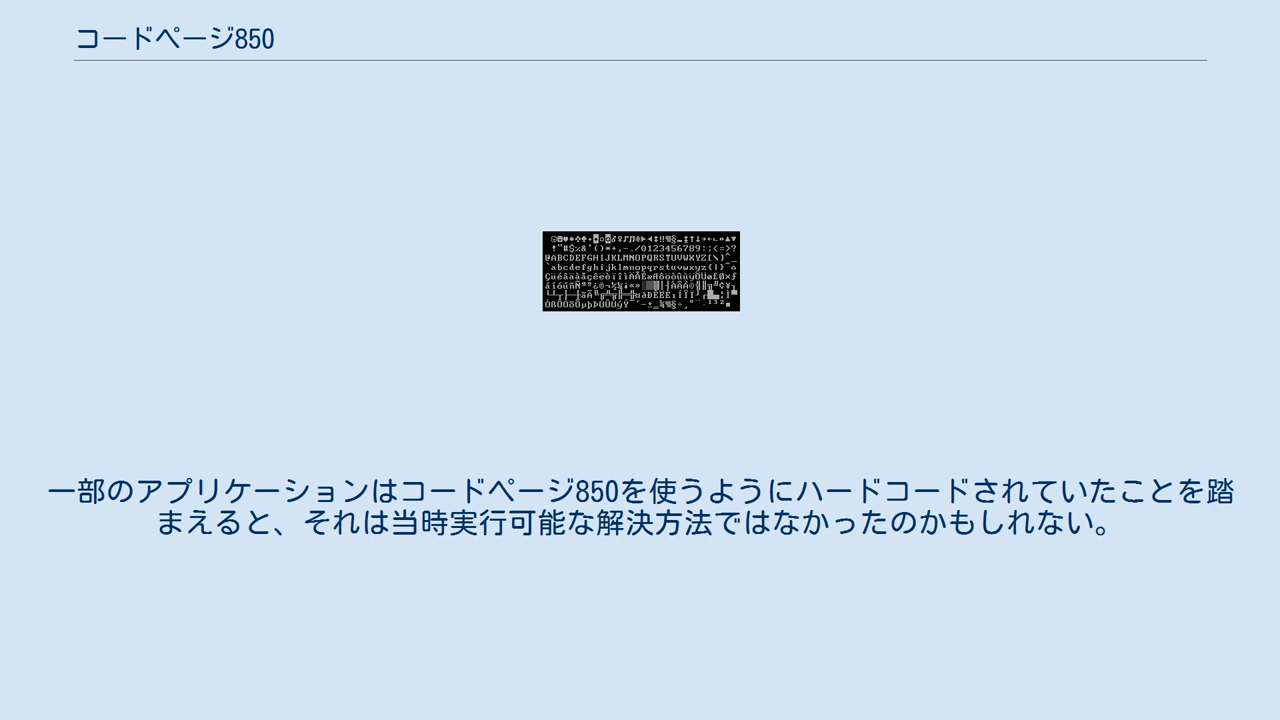 コードページ850
!"#$%&'()*+,-./0123456789:;<=>?
@ABCDEFGHIJKLMNOPQRSTUVWXYZ[\]^_
`abcdefghijklmnopqrstuvwxyz{|}~
一部のアプリケーションはコードページ850を使うようにハードコードされていたことを踏
まえると、それは当時実行可能な解決方法ではなかったのかもしれない。